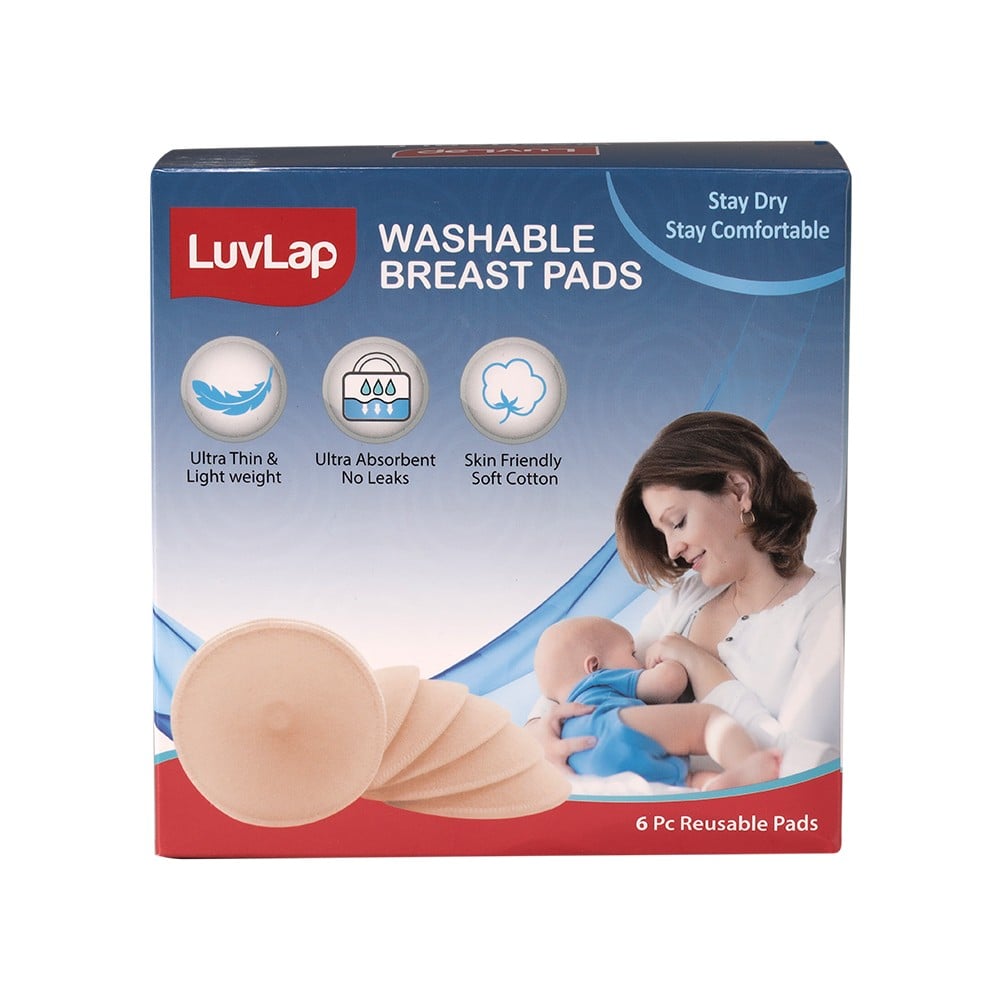 LuvLap
LuvLap
WASHABLE
BREAST PADS
Stay Dry
Stay Comfortable
Ultra Thin &
Light weight
Ultra Absorbent
No Leaks
Skin Friendly
Soft Cotton
6 Pc Reusable Pads